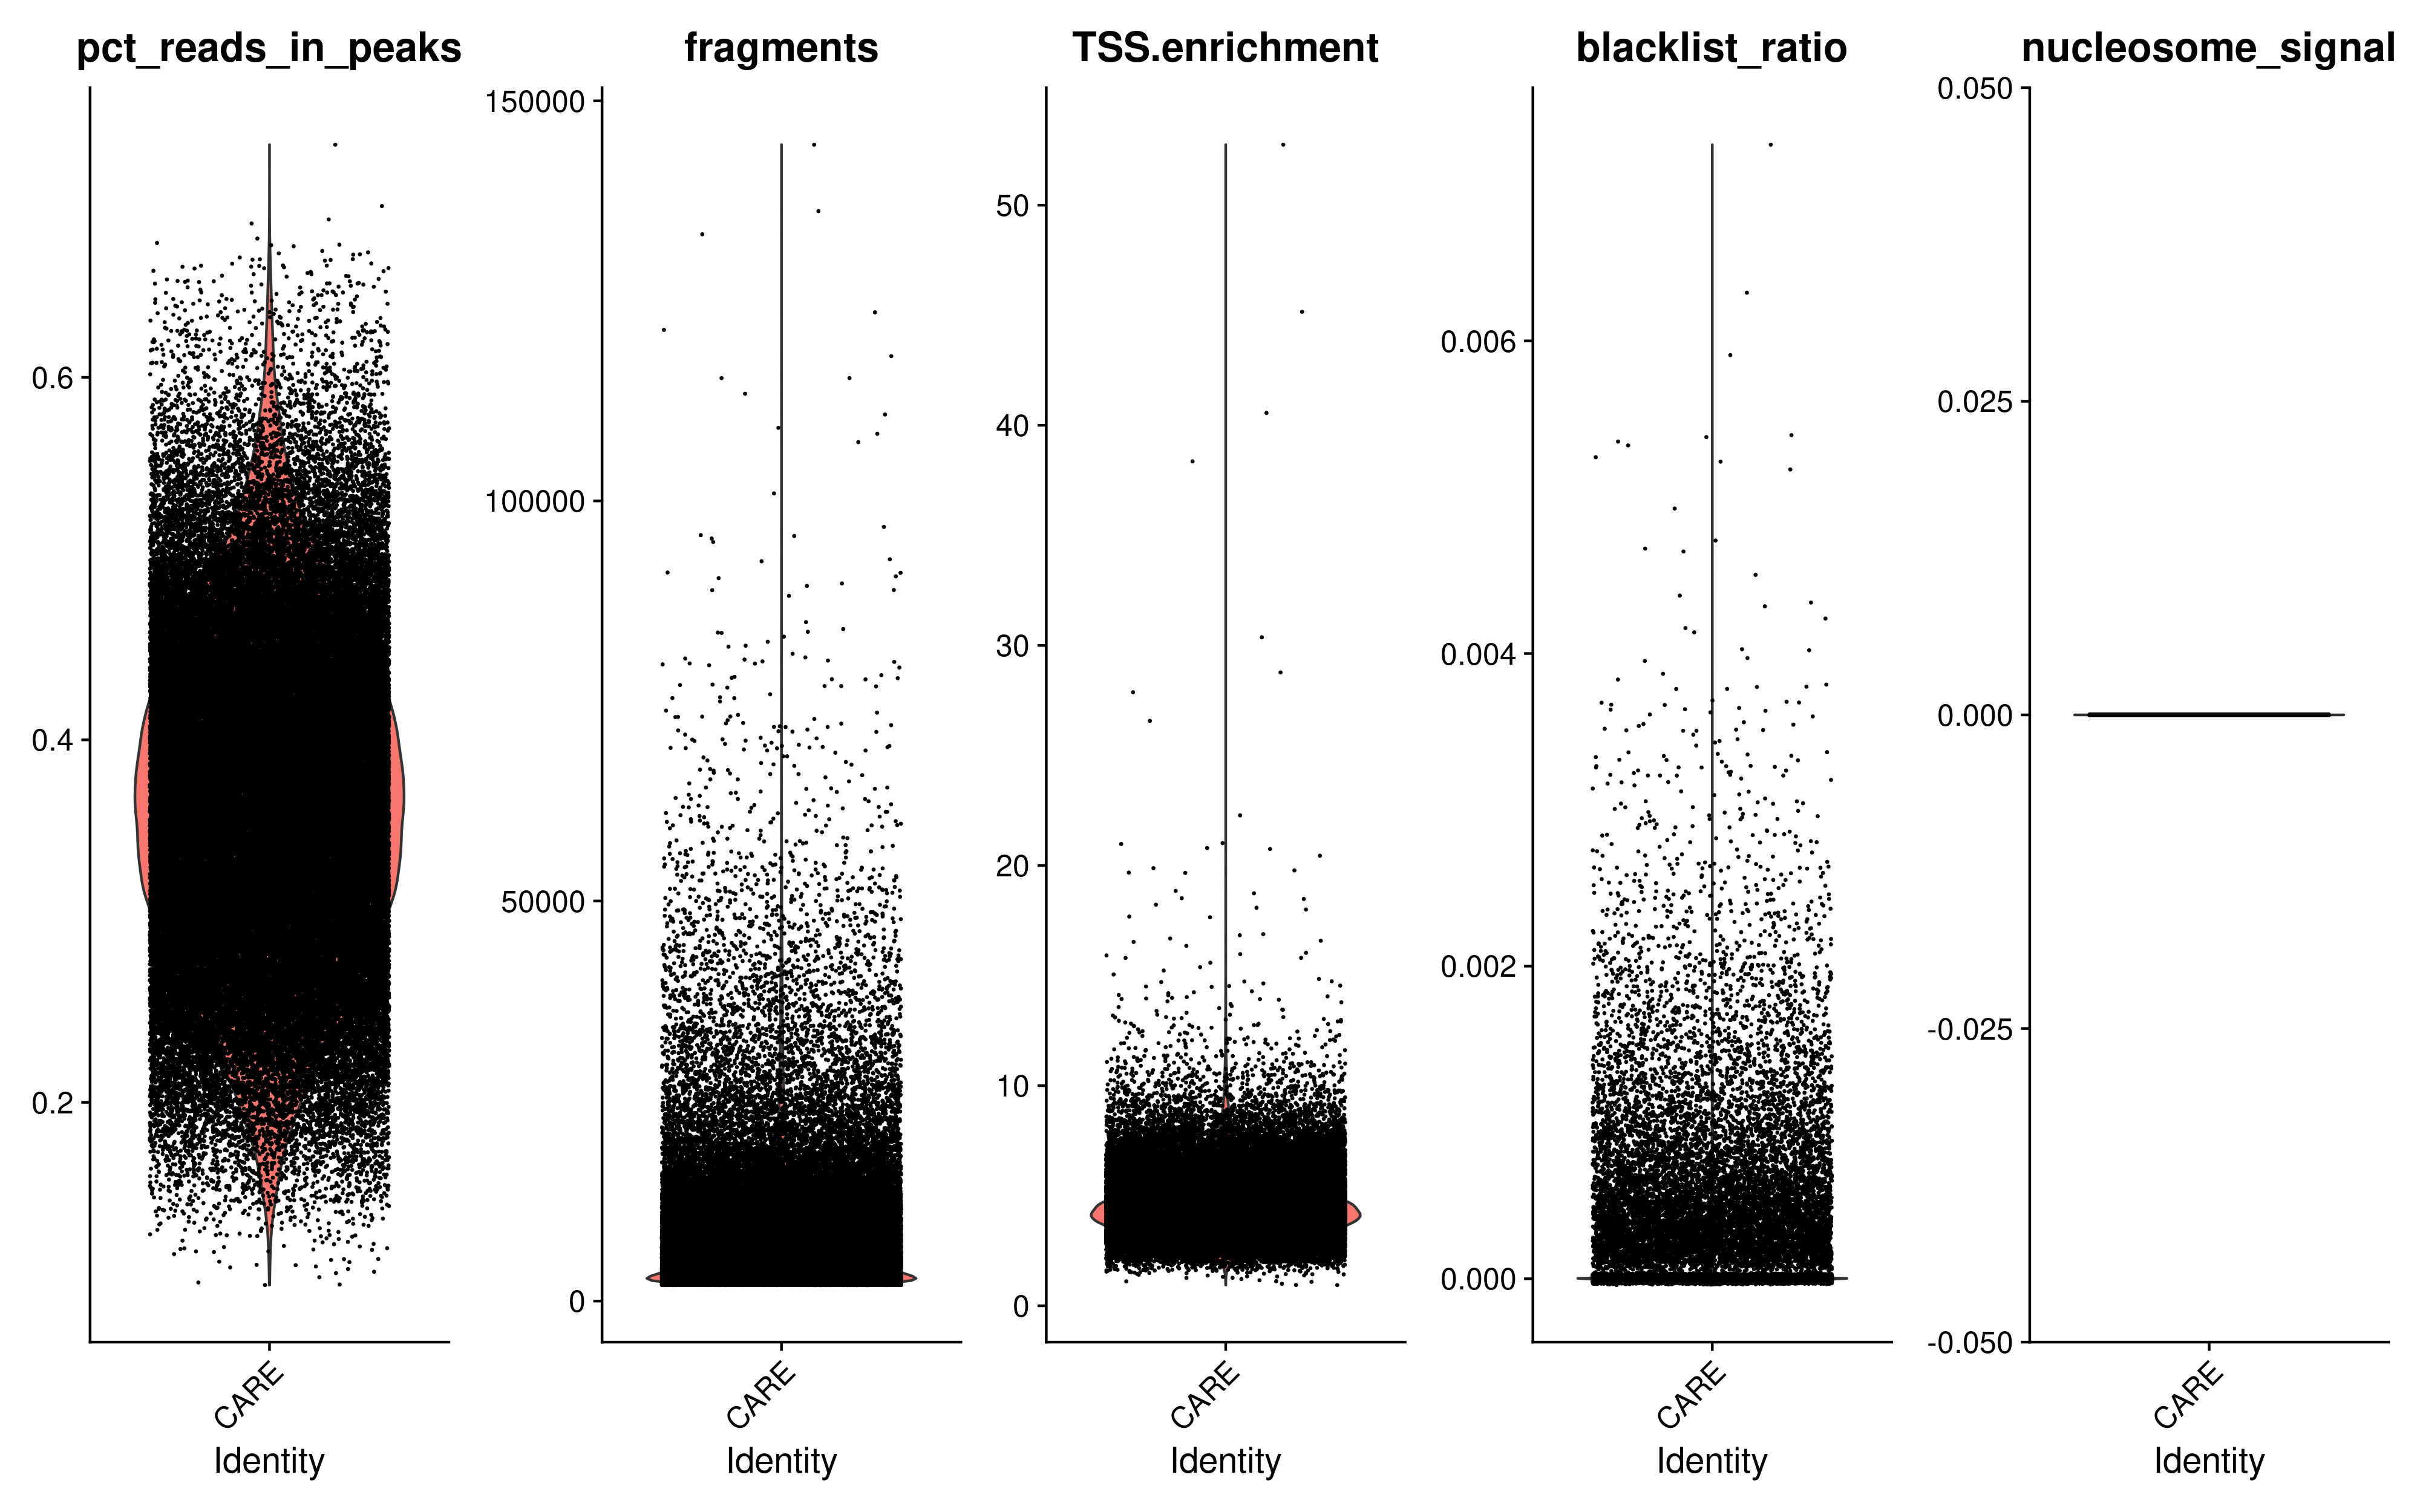 pct_reads_in_peaks
0.6
0.4
0.2
CARE
Identity
fragments
150000
100000
50000
0
CARE
Identity
TSS.enrichment
50
40
30
20
10
0
CARE
Identity
blacklist_ratio
0.006
0.004
0.002
0.000
CARE
Identity
nucleosome_signal
0.050
0.025
0.000
-0.025
-0.050
CARE
Identity